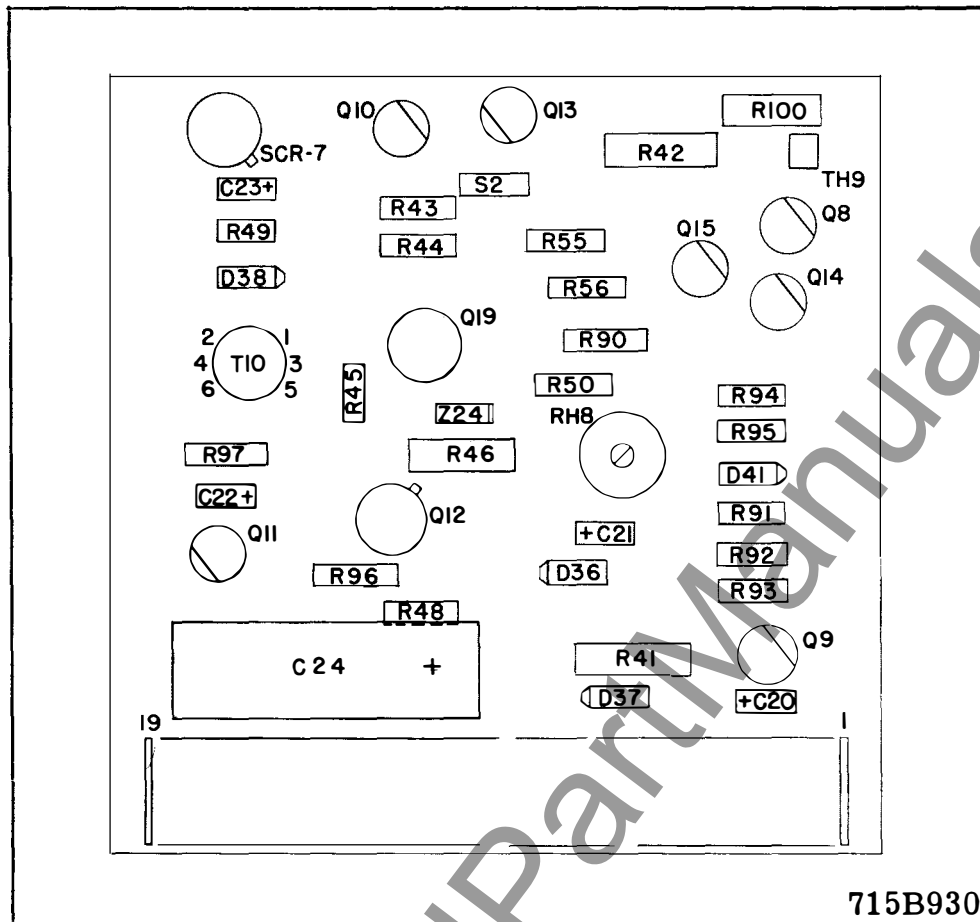 Q10
Q13
R100
SCR-7
R42
C23+
S2
TH9
R43
Q8
R49
R44
R55
Q15
D38
R56
Q14
Q19
2 1
4 T10 3
6 5
R90
R45
R50
R94
Z24
RH8
R95
R97
R46
D41
C22+
R91
Q11
Q12
+C21
R92
R96
D36
R93
R48
Q9
C24 +
R41
D37
+C20
19
1
715B930
PartManuals